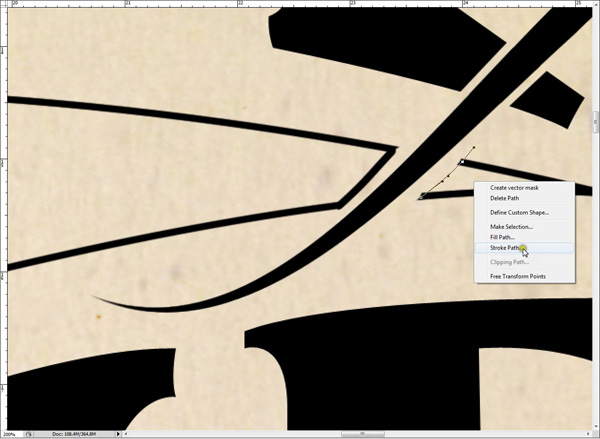 20
21
22
23
24
25
Create vector mask
Delete Path
Define Custom Shape...
Make Selection...
Fill Path...
Stroke Path...
Clipping Path...
Free Transform Points
200%
Doc: 108.4M/364.8M